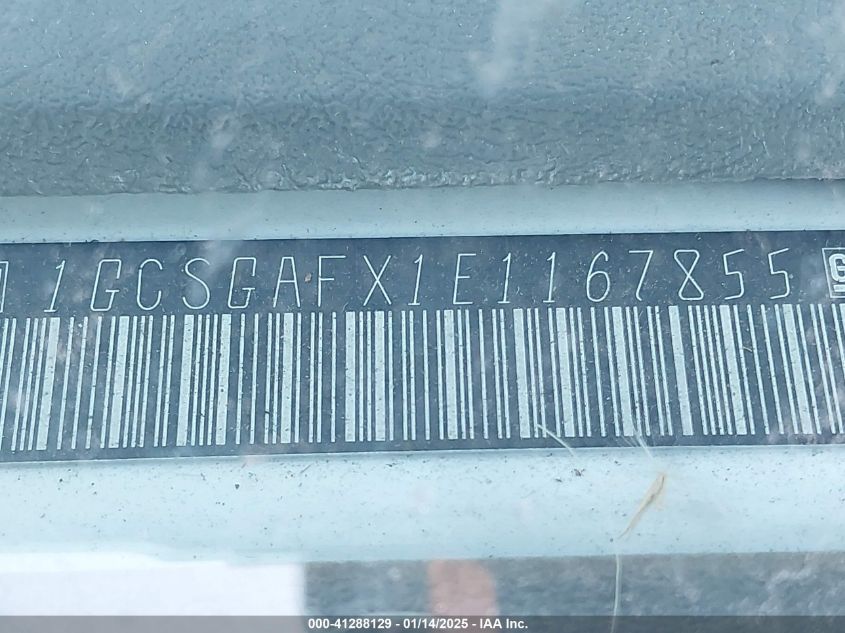 1GCSGAFX1E1167855
000-41288129 - 01/14/2025 - IAA Inc.